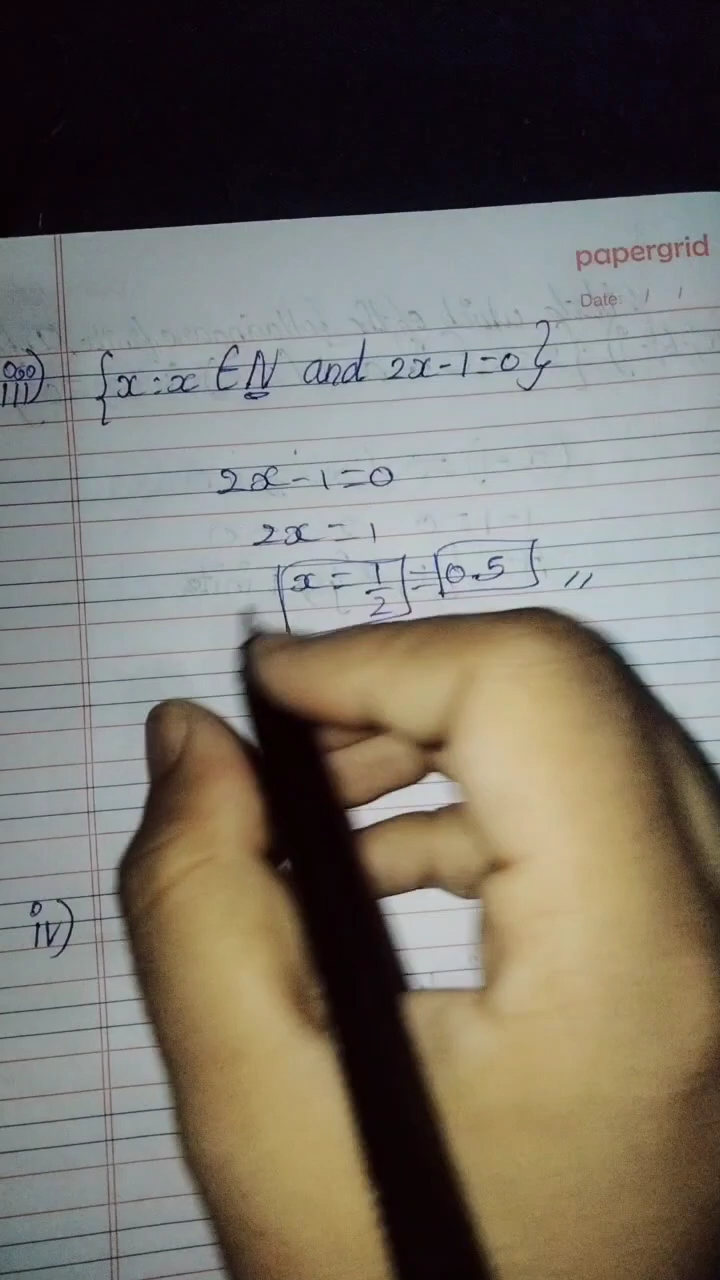 papergrid
Date: / /
iii) {x : x ∈ N and 2x-1=0}
2x-1=0
2x=1
x = 1/2 = 0.5 //
iv)